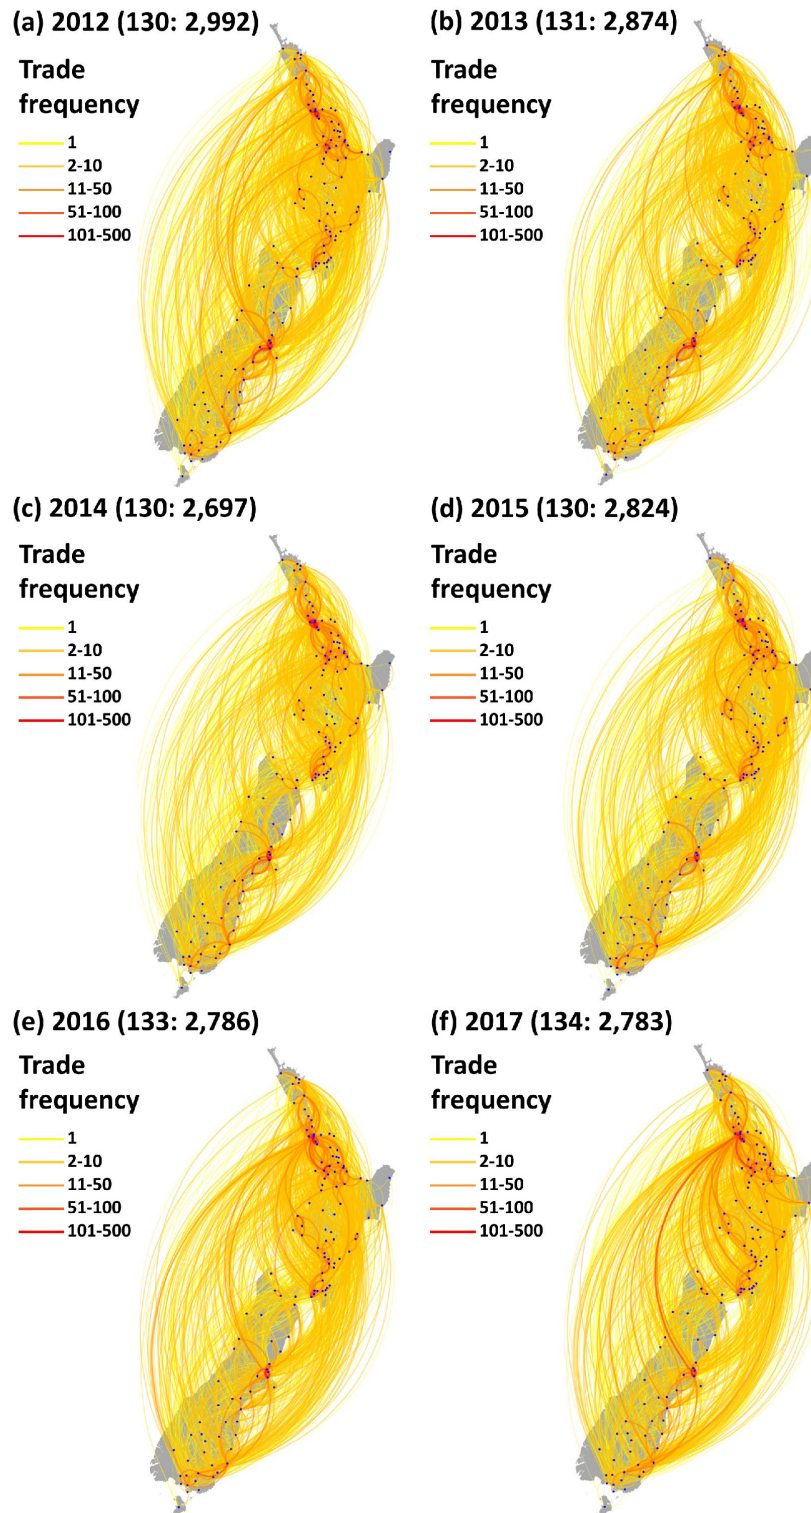 (a) 2012 (130: 2,992)
Trade
frequency
1
2-10
11-50
51-100
101-500
(b) 2013 (131: 2,874)
Trade
frequency
1
2-10
11-50
51-100
101-500
(c) 2014 (130: 2,697)
Trade
frequency
1
2-10
11-50
51-100
101-500
(d) 2015 (130: 2,824)
Trade
frequency
1
2-10
11-50
51-100
101-500
(e) 2016 (133: 2,786)
Trade
frequency
1
2-10
11-50
51-100
101-500
(f) 2017 (134: 2,783)
Trade
frequency
1
2-10
11-50
51-100
101-500